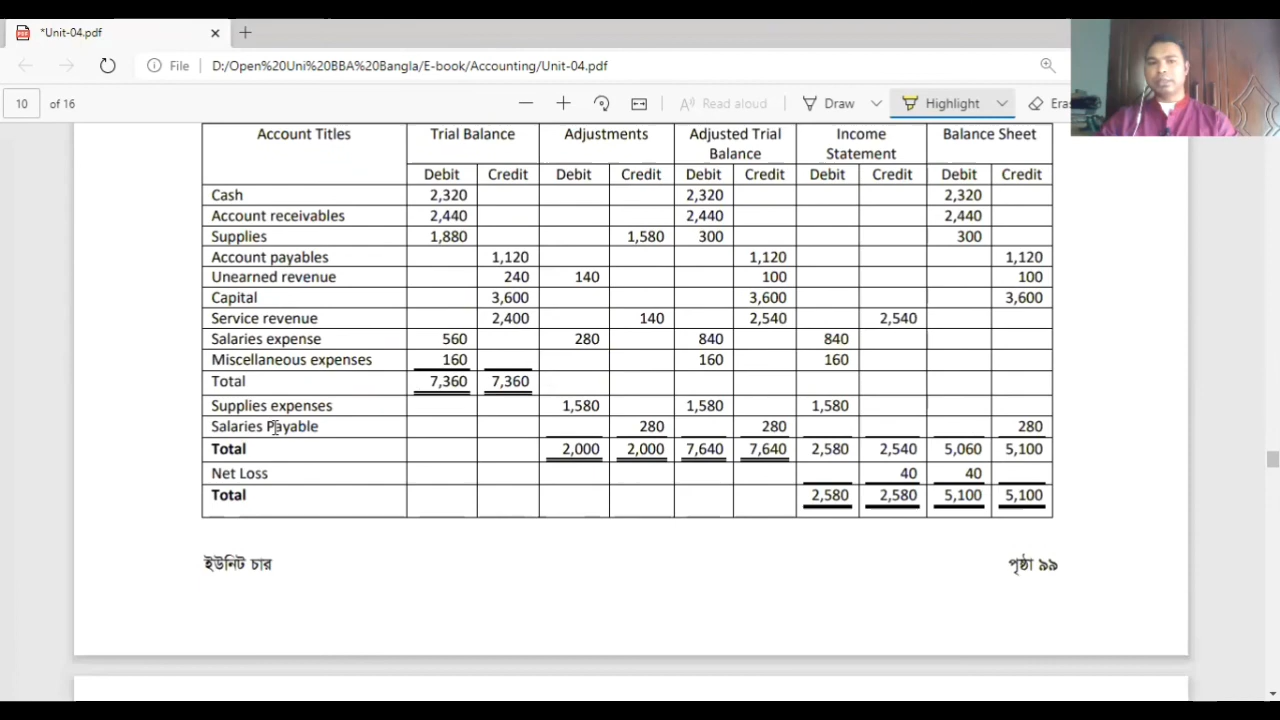 *Unit-04.pdf
File D:/Open%20Uni%20BBA%20Bangla/E-book/Accounting/Unit-04.pdf
10 of 16 Read aloud Draw Highlight Eras
Account Titles Trial Balance Adjustments Adjusted Trial Balance Income Statement Balance Sheet
Debit Credit Debit Credit Debit Credit Debit Credit Debit Credit
Cash 2,320 2,320 2,320
Account receivables 2,440 2,440 2,440
Supplies 1,880 1,580 300 300
Account payables 1,120 1,120 1,120
Unearned revenue 240 140 100 100
Capital 3,600 3,600 3,600
Service revenue 2,400 140 2,540 2,540
Salaries expense 560 280 840 840
Miscellaneous expenses 160 160 160
Total 7,360 7,360
Supplies expenses 1,580 1,580 1,580
Salaries Payable 280 280 280
Total 2,000 2,000 7,640 7,640 2,580 2,540 5,060 5,100
Net Loss 40 40
Total 2,580 2,580 5,100 5,100
ইউনিট চার পৃষ্ঠা ৯৯